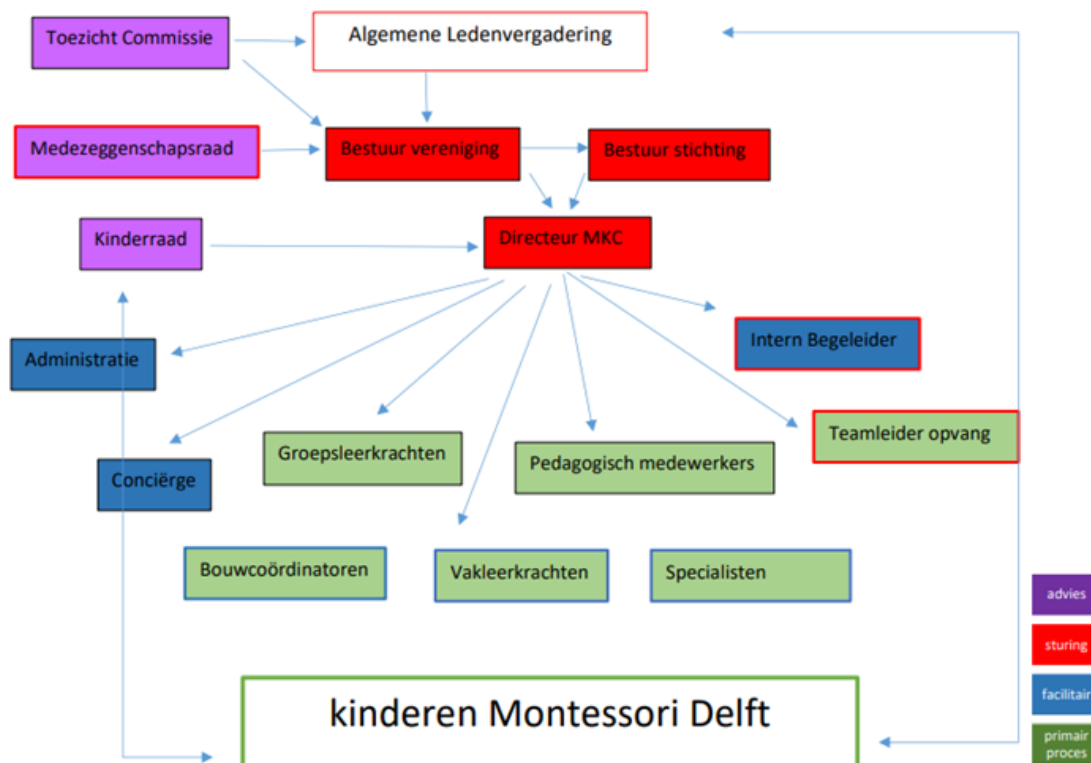 Toezicht Commissie
Algemene Ledenvergadering
Medezeggenschapsraad
Bestuur vereniging
Bestuur stichting
Kinderraad
Directeur MKC
Administratie
Intern Begeleider
Groepsleerkrachten
Pedagogisch medewerkers
Teamleider opvang
Conciërge
Bouwcoördinatoren
Vakleerkrachten
Specialisten
advies
sturing
facilitair
primair
proces
kinderen Montessori Delft